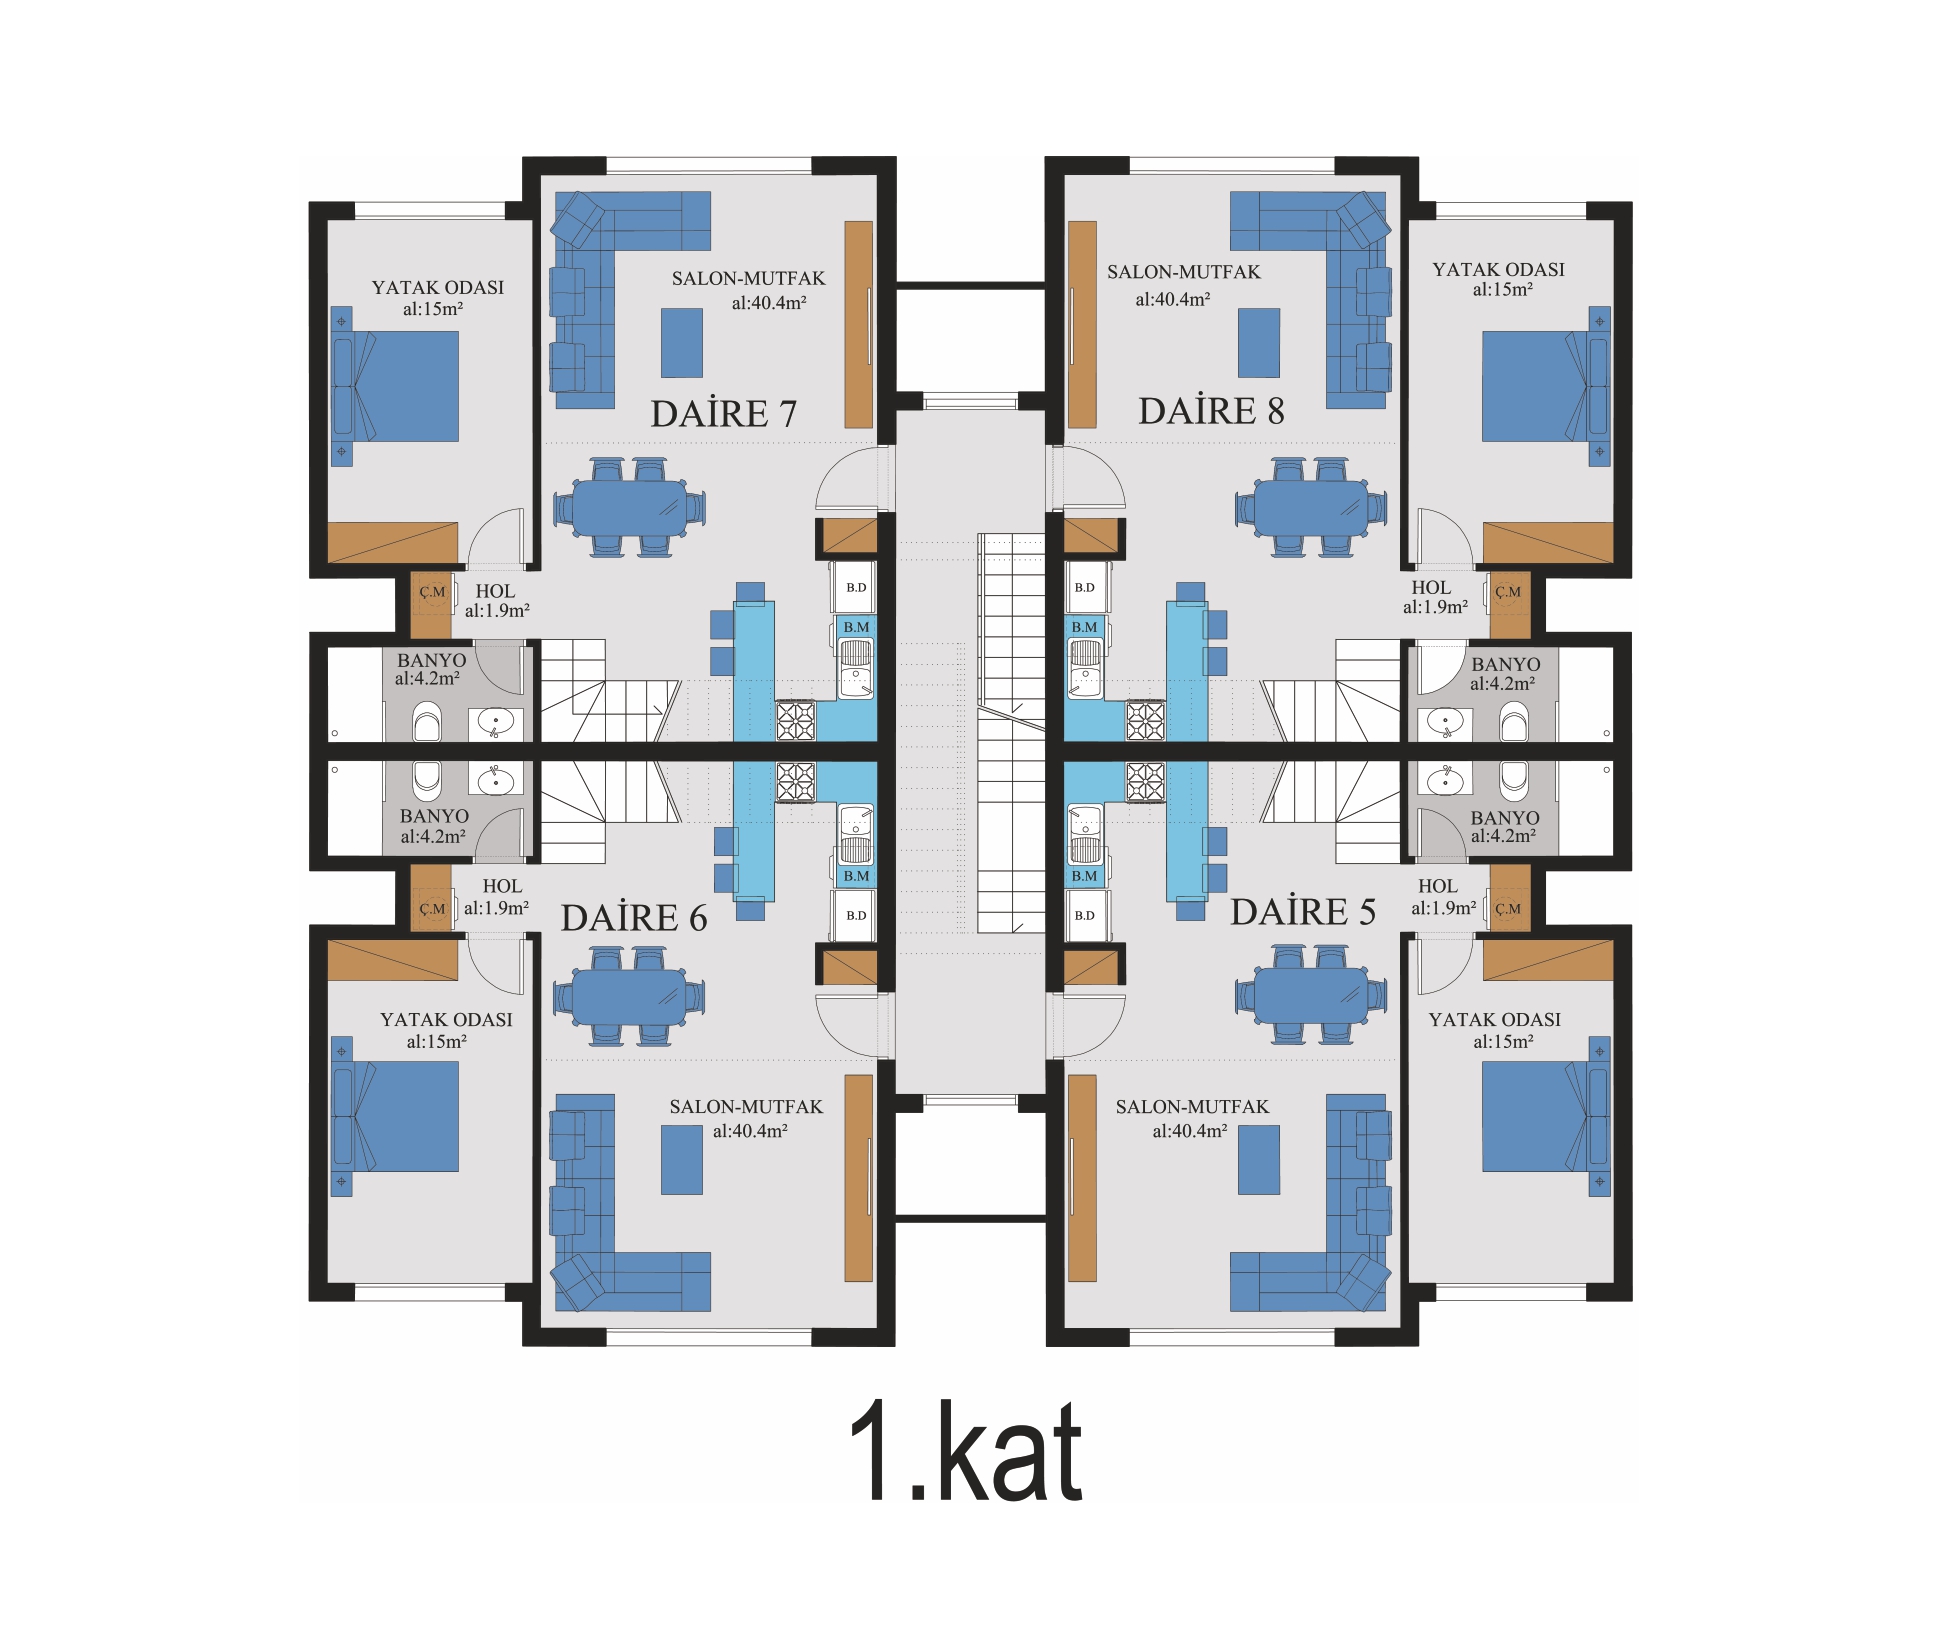 YATAK ODASI
al:15m²
SALON-MUTFAK
al:40.4m²
DAİRE 7
HOL
al:1.9m²
Ç.M
B.D
B.M
BANYO
al:4.2m²
SALON-MUTFAK
al:40.4m²
DAİRE 8
YATAK ODASI
al:15m²
B.D
B.M
HOL
al:1.9m²
Ç.M
BANYO
al:4.2m²
BANYO
al:4.2m²
HOL
al:1.9m²
Ç.M
DAİRE 6
B.M
B.D
YATAK ODASI
al:15m²
SALON-MUTFAK
al:40.4m²
BANYO
al:4.2m²
B.M
B.D
DAİRE 5
HOL
al:1.9m²
Ç.M
YATAK ODASI
al:15m²
SALON-MUTFAK
al:40.4m²
1.kat